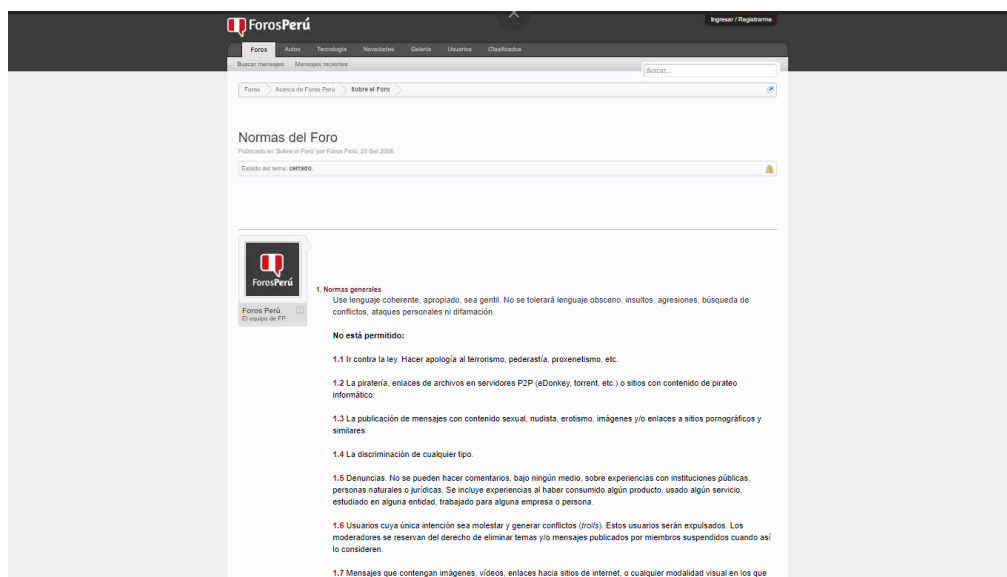 ForosPerú
Ingresar / Registrarme
Foros Autos Tecnología Novedades Galería Usuarios Clasificados
Buscar mensajes Mensajes recientes
Buscar...
Foros Acerca de Foros Perú Sobre el Foro
Normas del Foro
Publicado en 'Sobre el Foro' por Foros Perú, 23 Set 2008.
Estado del tema: cerrado.
ForosPerú
Foros Perú
El equipo de FP
1. Normas generales
Use lenguaje coherente, apropiado, sea gentil. No se tolerará lenguaje obsceno, insultos, agresiones, búsqueda de
conflictos, ataques personales ni difamación.
No está permitido:
1.1 Ir contra la ley. Hacer apología al terrorismo, pederastía, proxenetismo, etc.
1.2 La piratería, enlaces de archivos en servidores P2P (eDonkey, torrent, etc.) o sitios con contenido de pirateo
informático.
1.3 La publicación de mensajes con contenido sexual, nudista, erotismo, imágenes y/o enlaces a sitios pornográficos y
similares.
1.4 La discriminación de cualquier tipo.
1.5 Denuncias. No se pueden hacer comentarios, bajo ningún medio, sobre experiencias con instituciones públicas,
personas naturales o jurídicas. Se incluye experiencias al haber consumido algún producto, usado algún servicio,
estudiado en alguna entidad, trabajado para alguna empresa o persona.
1.6 Usuarios cuya única intención sea molestar y generar conflictos (trolls). Estos usuarios serán expulsados. Los
moderadores se reservan del derecho de eliminar temas y/o mensajes publicados por miembros suspendidos cuando así
lo consideren.
1.7 Mensajes que contengan imágenes, vídeos, enlaces hacia sitios de internet, o cualquier modalidad visual en los que